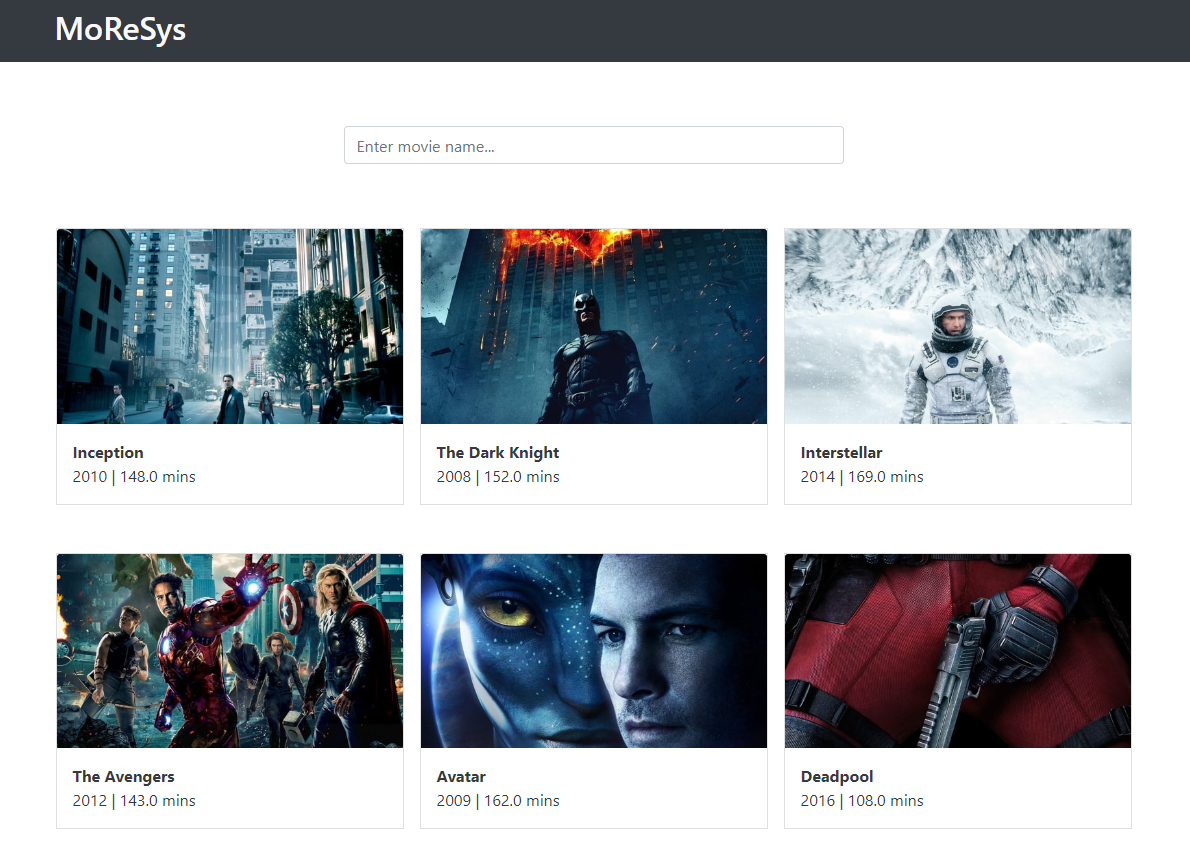 MoReSys
Enter movie name...
Inception
2010 | 148.0 mins
The Dark Knight
2008 | 152.0 mins
Interstellar
2014 | 169.0 mins
The Avengers
2012 | 143.0 mins
Avatar
2009 | 162.0 mins
Deadpool
2016 | 108.0 mins